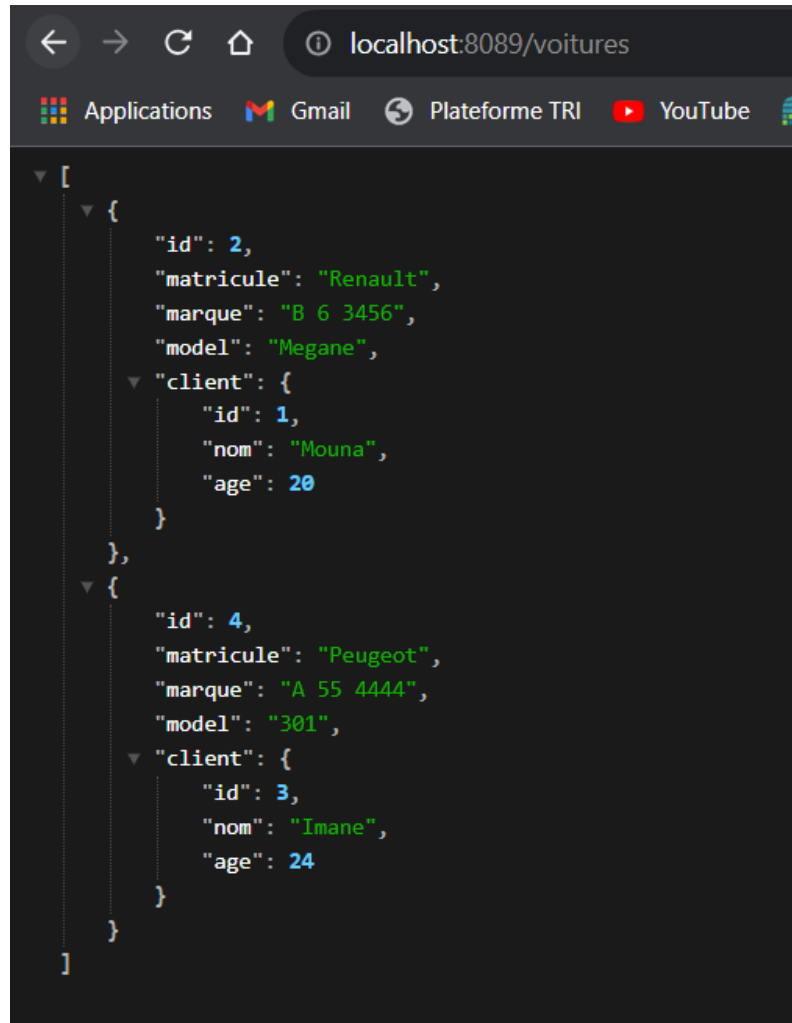 localhost:8089/voitures
Applications Gmail Plateforme TRI YouTube
[
{
"id": 2,
"matricule": "Renault",
"marque": "B 6 3456",
"model": "Megane",
"client": {
"id": 1,
"nom": "Mouna",
"age": 20
}
},
{
"id": 4,
"matricule": "Peugeot",
"marque": "A 55 4444",
"model": "301",
"client": {
"id": 3,
"nom": "Imane",
"age": 24
}
}
]